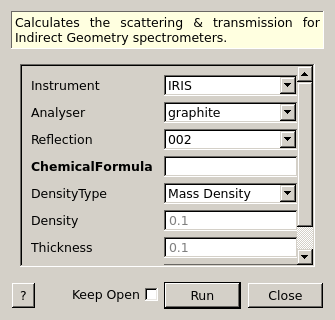 Calculates the scattering & transmission for
Indirect Geometry spectrometers.
Instrument IRIS
Analyser graphite
Reflection 002
ChemicalFormula
DensityType Mass Density
Density 0.1
Thickness 0.1
? Keep Open Run Close